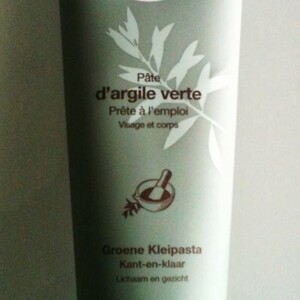 Pâte
d'argile verte
Prête à l'emploi
Visage et corps
Groene Kleipasta
Kant-en-klaar
Lichaam en gezicht